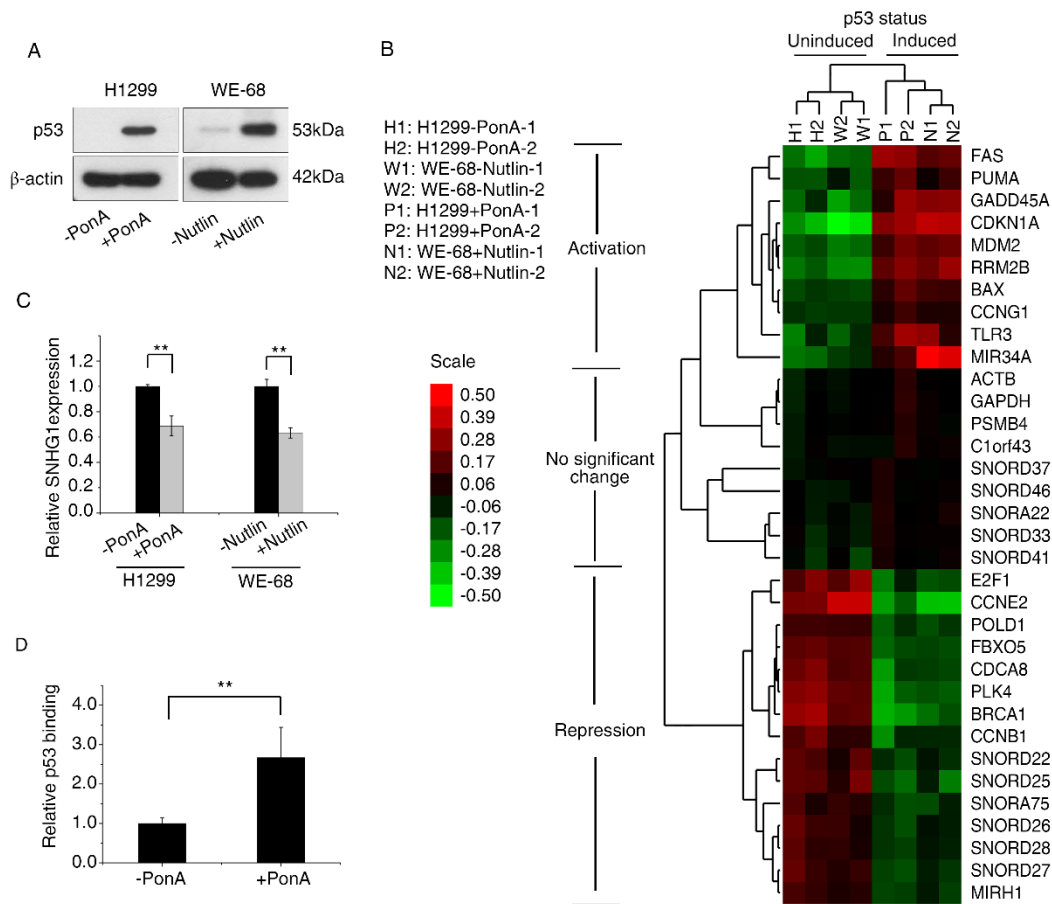 A
H1299
WE-68
p53
53kDa
β-actin
42kDa
-PonA
+PonA
-Nutlin
+Nutlin
B
H1: H1299-PonA-1
H2: H1299-PonA-2
W1: WE-68-Nutlin-1
W2: WE-68-Nutlin-2
P1: H1299+PonA-1
P2: H1299+PonA-2
N1: WE-68+Nutlin-1
N2: WE-68+Nutlin-2
p53 status
Uninduced
Induced
H1
H2
W2
W1
P1
P2
N1
N2
Activation
No significant
change
Repression
FAS
PUMA
GADD45A
CDKN1A
MDM2
RRM2B
BAX
CCNG1
TLR3
MIR34A
ACTB
GAPDH
PSMB4
C1orf43
SNORD37
SNORD46
SNORA22
SNORD33
SNORD41
E2F1
CCNE2
POLD1
FBXO5
CDCA8
PLK4
BRCA1
CCNB1
SNORD22
SNORD25
SNORA75
SNORD26
SNORD28
SNORD27
MIRH1
Scale
0.50
0.39
0.28
0.17
0.06
-0.06
-0.17
-0.28
-0.39
-0.50
C
Relative SNHG1expression
1.2
1.0
0.8
0.6
0.4
0.2
0.0
**
**
-PonA
+PonA
-Nutlin
+Nutlin
H1299
WE-68
D
Relative p53 binding
4.0
3.0
2.0
1.0
0.0
**
-PonA
+PonA